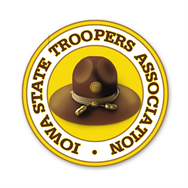 IOWA STATE TROOPERS ASSOCIATION